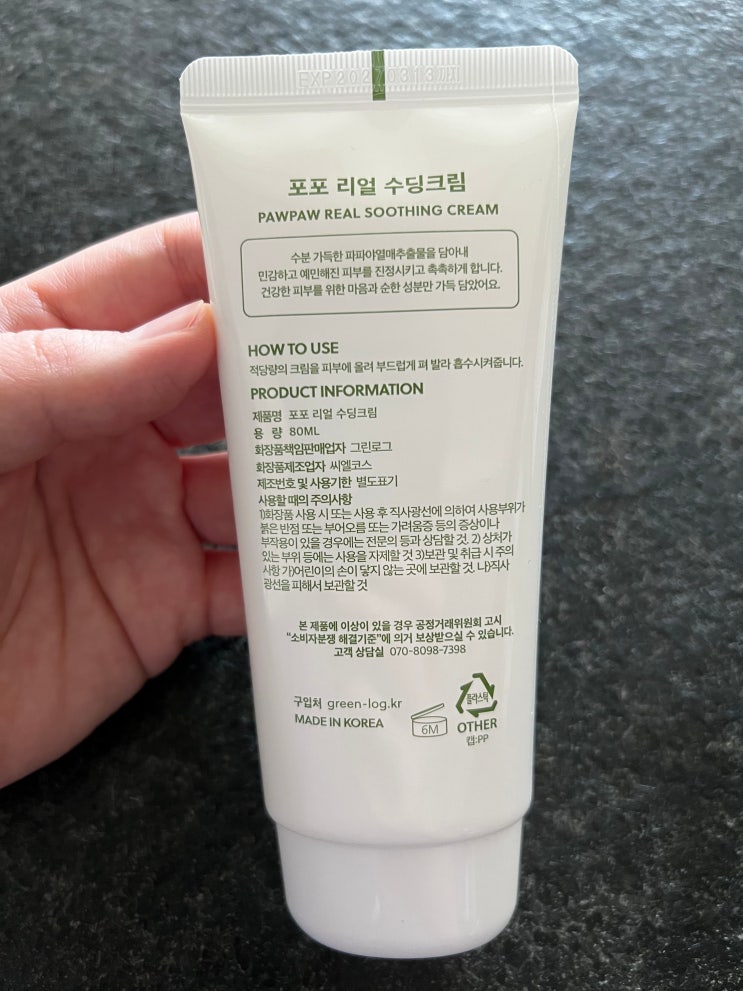 EXP 20270313까지
포포 리얼 수딩크림
PAWPAW REAL SOOTHING CREAM
수분 가득한 파파야열매추출물을 담아내
민감하고 예민해진 피부를 진정시키고 촉촉하게 합니다.
건강한 피부를 위한 마음과 순한 성분만 가득 담았어요.
HOW TO USE
적당량의 크림을 피부에 올려 부드럽게 펴 발라 흡수시켜줍니다.
PRODUCT INFORMATION
제품명 포포 리얼 수딩크림
용 량 80ML
화장품책임판매업자 그린로그
화장품제조업자 씨엘코스
제조번호 및 사용기한 별도표기
사용할 때의 주의사항
1)화장품 사용 시 또는 사용 후 직사광선에 의하여 사용부위가
붉은 반점 또는 부어오름 또는 가려움증 등의 증상이나
부작용이 있을 경우에는 전문의 등과 상담할 것. 2) 상처가
있는 부위 등에는 사용을 자제할 것 3)보관 및 취급 시 주의
사항 가)어린이의 손이 닿지 않는 곳에 보관할 것. 나)직사
광선을 피해서 보관할 것
본 제품에 이상이 있을 경우 공정거래위원회 고시
“소비자분쟁 해결기준”에 의거 보상받으실 수 있습니다.
고객 상담실 070-8098-7398
구입처 green-log.kr
MADE IN KOREA
6M
플라스틱
OTHER
캡:PP